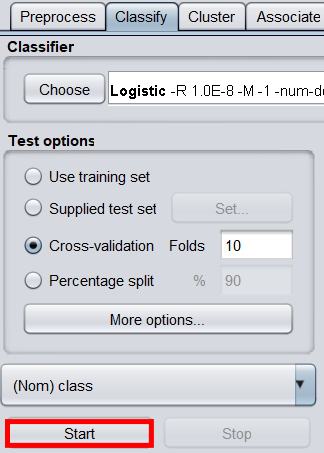 Preprocess Classify Cluster Associate
Classifier
Choose Logistic -R 1.0E-8 -M -1 -num-de
Test options
Use training set
Supplied test set Set...
Cross-validation Folds 10
Percentage split % 90
More options...
(Nom) class
Start Stop